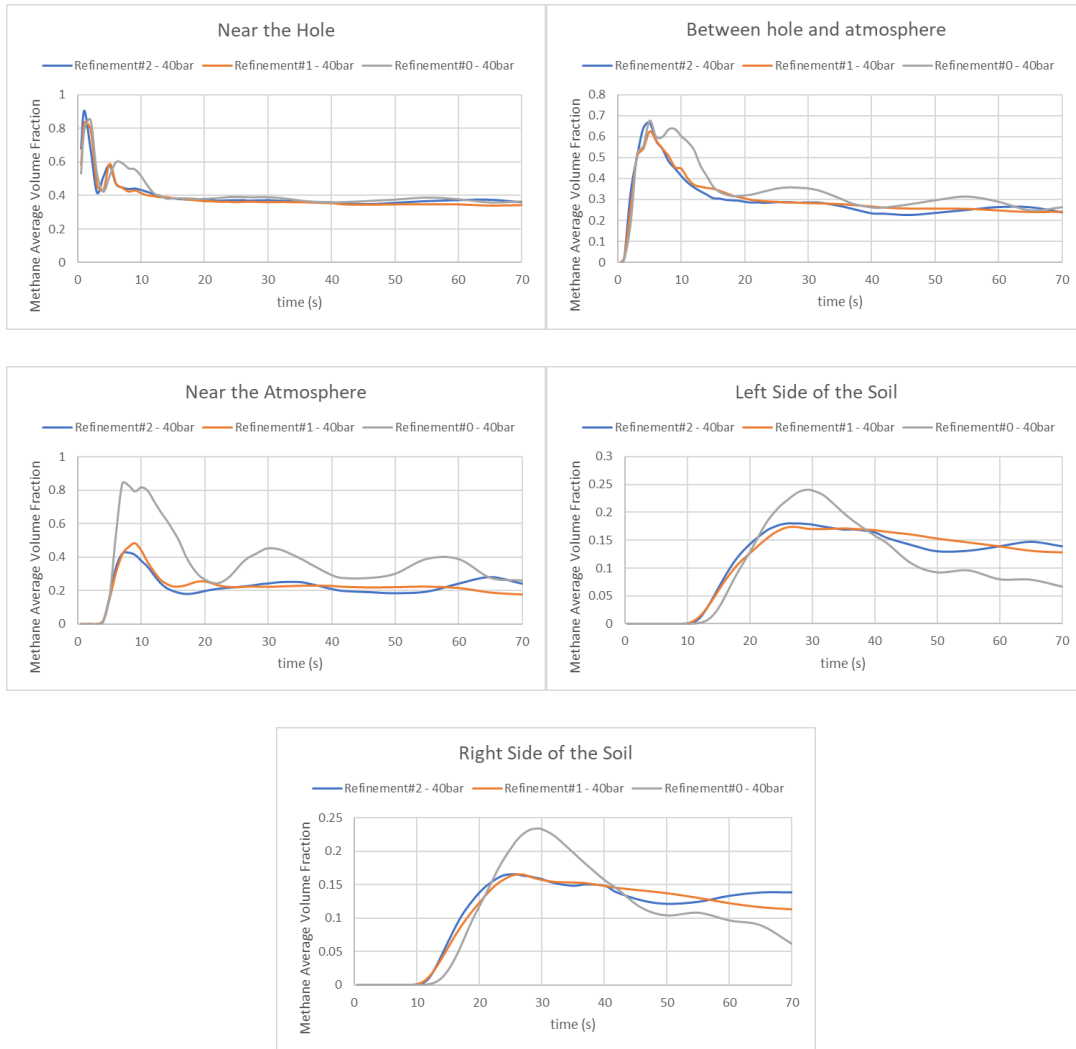 Near the Hole
Refinement#2 - 40bar Refinement#1 - 40bar Refinement#0 - 40bar
Methane Average Volume Fraction
1
0.8
0.6
0.4
0.2
0
0 10 20 30 40 50 60 70
time (s)
Between hole and atmosphere
Refinement#2 - 40bar Refinement#1 - 40bar Refinement#0 - 40bar
Methane Average Volume Fraction
0.8
0.7
0.6
0.5
0.4
0.3
0.2
0.1
0
0 10 20 30 40 50 60 70
time (s)
Near the Atmosphere
Refinement#2 - 40bar Refinement#1 - 40bar Refinement#0 - 40bar
Methane Average Volume Fraction
1
0.8
0.6
0.4
0.2
0
0 10 20 30 40 50 60 70
time (s)
Left Side of the Soil
Refinement#2 - 40bar Refinement#1 - 40bar Refinement#0 - 40bar
Methane Average Volume Fraction
0.3
0.25
0.2
0.15
0.1
0.05
0
0 10 20 30 40 50 60 70
time (s)
Right Side of the Soil
Refinement#2 - 40bar Refinement#1 - 40bar Refinement#0 - 40bar
Methane Average Volume Fraction
0.25
0.2
0.15
0.1
0.05
0
0 10 20 30 40 50 60 70
time (s)